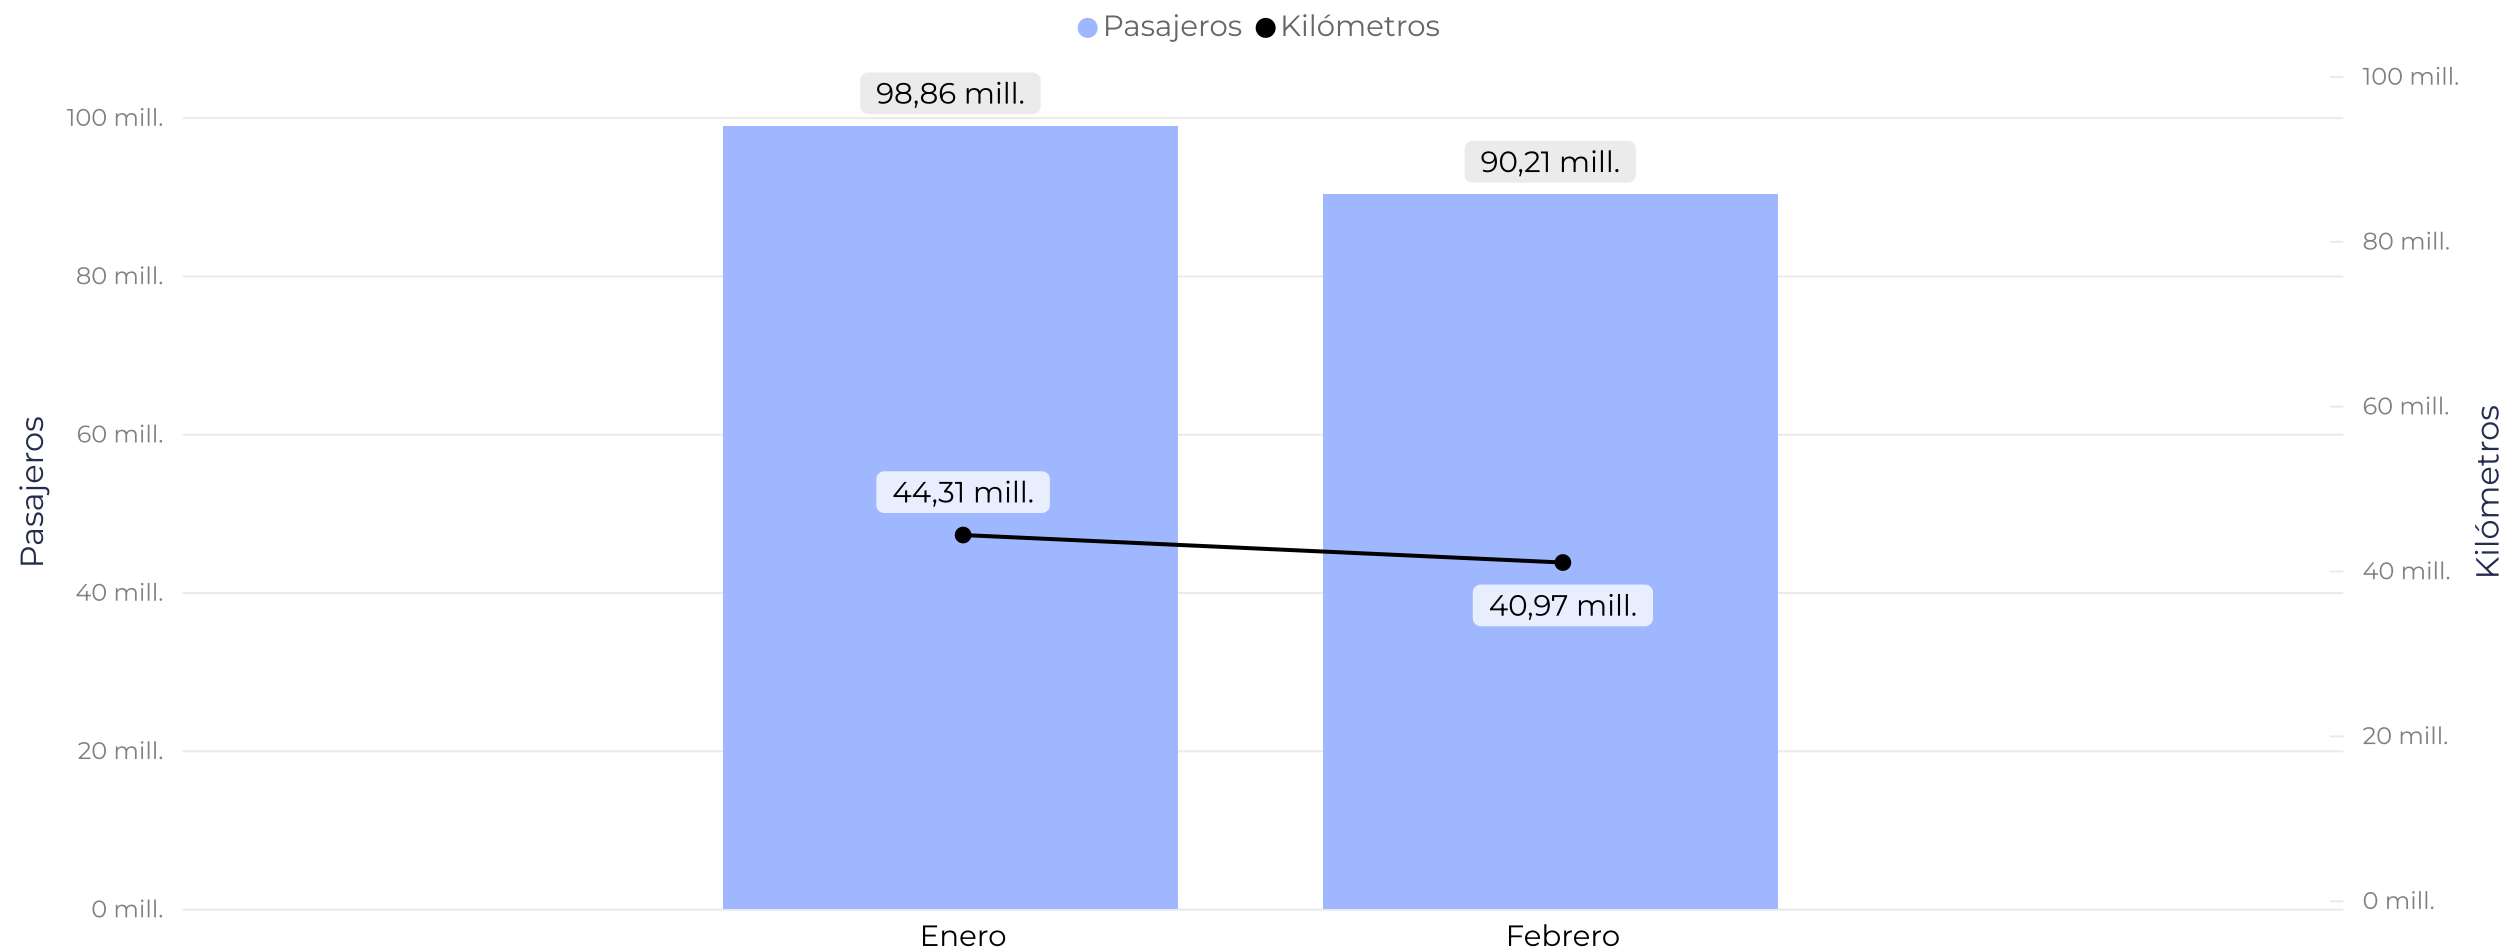 Pasajeros Kilómetros
98,86 mill.
90,21 mill.
44,31 mill.
40,97 mill.
100 mill.
80 mill.
60 mill.
40 mill.
20 mill.
0 mill.
Pasajeros
100 mill.
80 mill.
60 mill.
40 mill.
20 mill.
0 mill.
Kilómetros
Enero Febrero